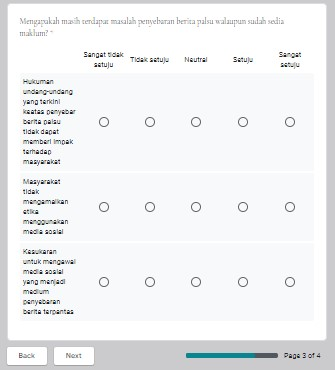 Mengapakah masih terdapat masalah penyebaran berita palsu walaupun sudah sedia
maklum? *
Sangat tidak setuju
Tidak setuju
Neutral
Setuju
Sangat setuju
Hukuman
undang-undang
yang terkini
keatas penyebar
berita palsu
tidak dapat
memberi impak
terhadap
masyarakat
Masyarakat
tidak
mengamalkan
etika
menggunakan
media sosial
Kesukaran
untuk mengawal
media sosial
yang menjadi
medium
penyebaran
berita terpantas
Back
Next
Page 3 of 4